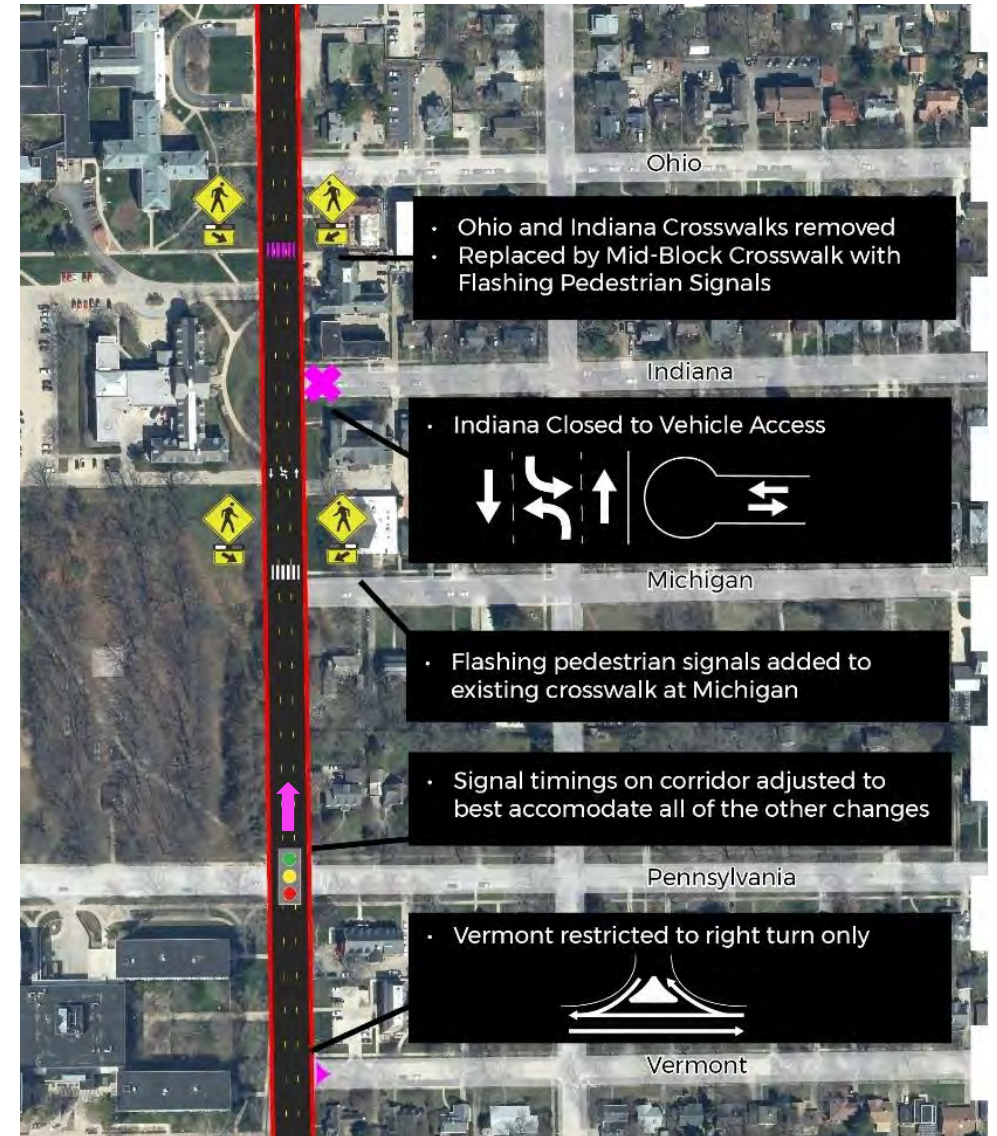 Ohio
• Ohio and Indiana Crosswalks removed
• Replaced by Mid-Block Crosswalk with
Flashing Pedestrian Signals
Indiana
• Indiana Closed to Vehicle Access
Michigan
• Flashing pedestrian signals added to
existing crosswalk at Michigan
• Signal timings on corridor adjusted to
best accomodate all of the other changes
Pennsylvania
• Vermont restricted to right turn only
Vermont